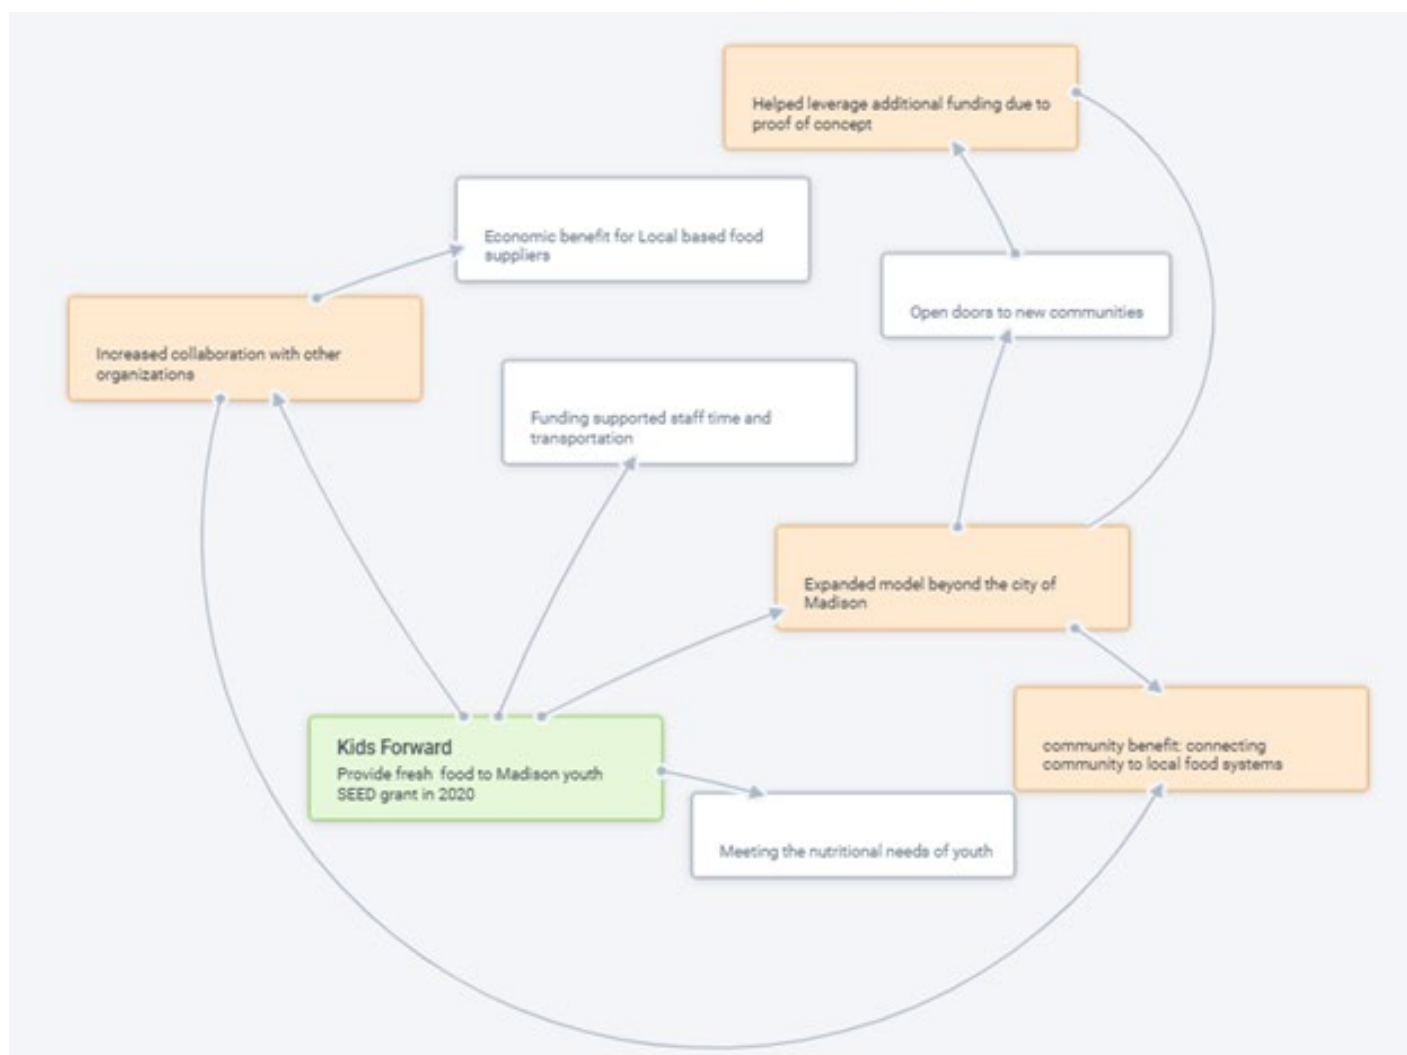 Helped leverage additional funding due to
proof of concept
Economic benefit for Local based food
suppliers
Open doors to new communities
Increased collaboration with other
organizations
Funding supported staff time and
transportation
Expanded model beyond the city of
Madison
Kids Forward
Provide fresh food to Madison youth
SEED grant in 2020
community benefit: connecting
community to local food systems
Meeting the nutritional needs of youth